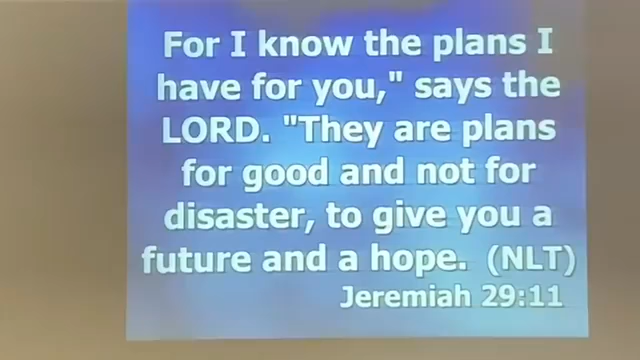 For I know the plans I
have for you," says the
LORD. "They are plans
for good and not for
disaster, to give you a
future and a hope. (NLT)
Jeremiah 29:11